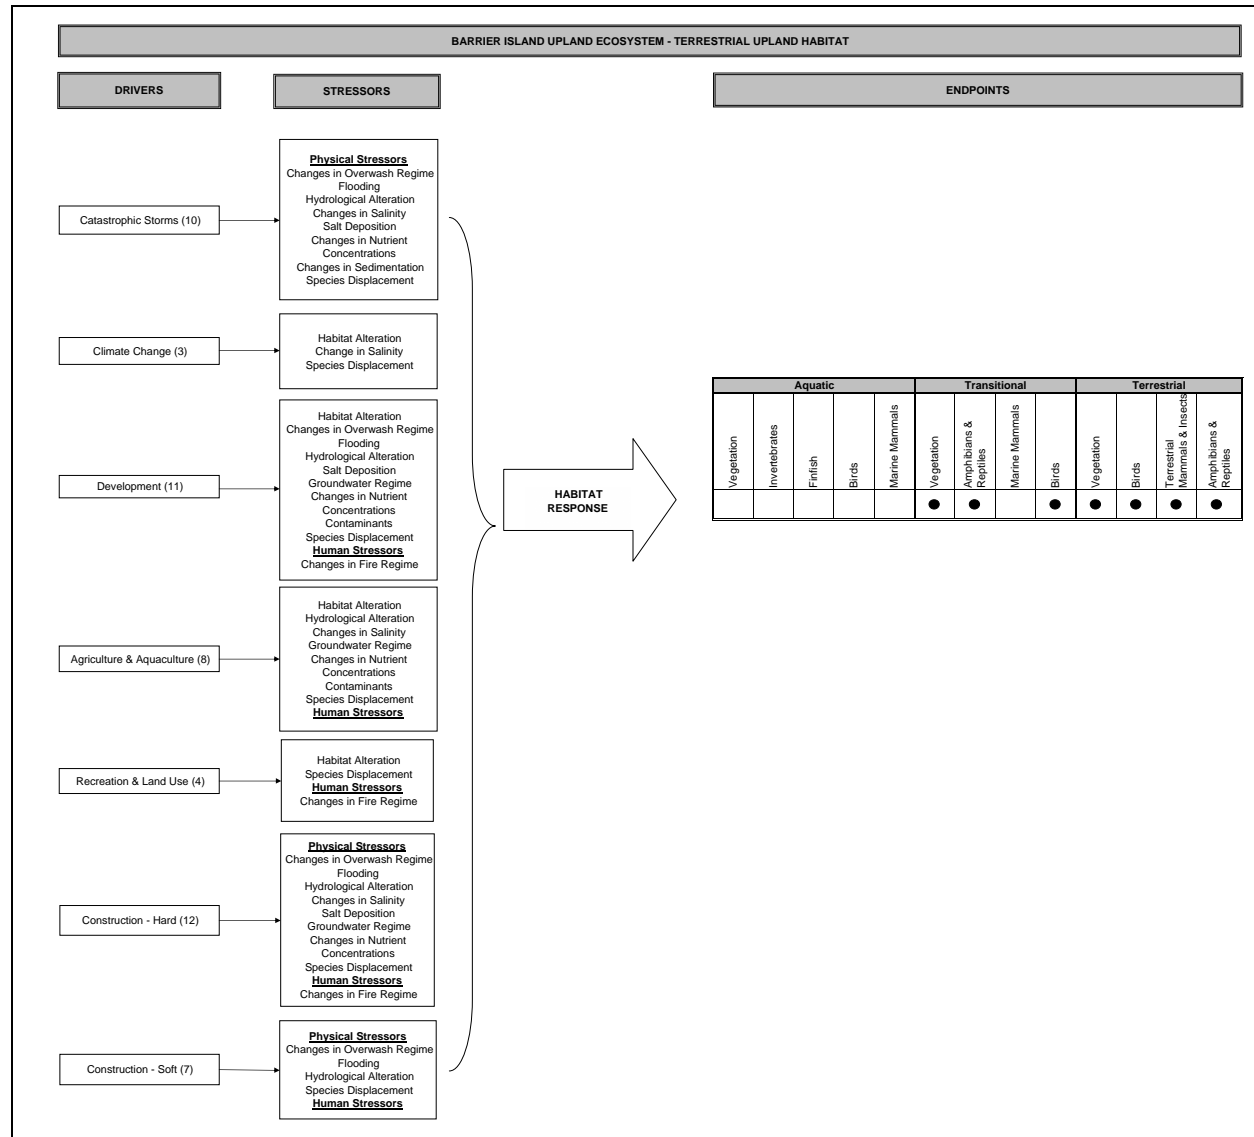 BARRIER ISLAND UPLAND ECOSYSTEM - TERRESTRIAL UPLAND HABITAT
DRIVERS
STRESSORS
ENDPOINTS
Catastrophic Storms (10)
Physical Stressors
Changes in Overwash Regime
Flooding
Hydrological Alteration
Changes in Salinity
Salt Deposition
Changes in Nutrient
Concentrations
Changes in Sedimentation
Species Displacement
Climate Change (3)
Habitat Alteration
Change in Salinity
Species Displacement
Development (11)
Habitat Alteration
Changes in Overwash Regime
Flooding
Hydrological Alteration
Salt Deposition
Groundwater Regime
Changes in Nutrient
Concentrations
Contaminants
Species Displacement
Human Stressors
Changes in Fire Regime
Agriculture & Aquaculture (8)
Habitat Alteration
Hydrological Alteration
Changes in Salinity
Groundwater Regime
Changes in Nutrient
Concentrations
Contaminants
Species Displacement
Human Stressors
Recreation & Land Use (4)
Habitat Alteration
Species Displacement
Human Stressors
Changes in Fire Regime
Construction - Hard (12)
Physical Stressors
Changes in Overwash Regime
Flooding
Hydrological Alteration
Changes in Salinity
Salt Deposition
Groundwater Regime
Changes in Nutrient
Concentrations
Species Displacement
Human Stressors
Changes in Fire Regime
Construction - Soft (7)
Physical Stressors
Changes in Overwash Regime
Flooding
Hydrological Alteration
Species Displacement
Human Stressors
HABITAT
RESPONSE
Aquatic
Transitional
Terrestrial
Vegetation
Invertebrates
Finfish
Birds
Marine Mammals
Vegetation
Amphibians &
Reptiles
Marine Mammals
Birds
Vegetation
Birds
Terrestrial
Mammals & Insects
Amphibians &
Reptiles